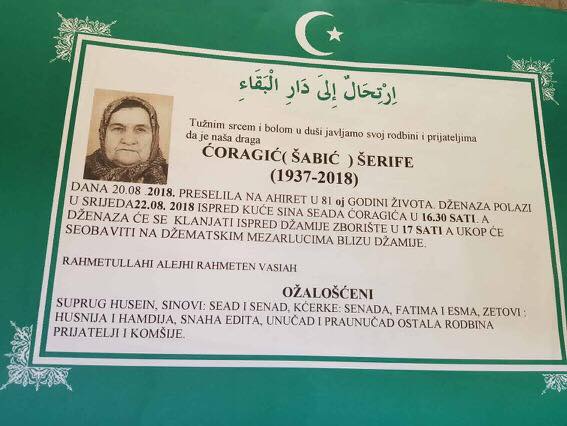 اِرْتِحَالٌ إِلَى دَارِ الْبَقَاءِ
Tužnim srcem i bolom u duši javljamo svoj rodbini i prijateljima
da je naša draga
ĆORAGIĆ( ŠABIĆ ) ŠERIFE
(1937-2018)
DANA 20.08 .2018. PRESELILA NA AHIRET U 81 oj GODINI ŽIVOTA. DŽENAZA POLAZI
U SRIJEDA22.08. 2018 ISPRED KUĆE SINA SEADA ĆORAGIĆA U 16.30 SATI. A
DŽENAZA ĆE SE KLANJATI ISPRED DŽAMIJE ZBORIŠTE U 17 SATI A UKOP ĆE
SEOBAVITI NA DŽEMATSKIM MEZARLUCIMA BLIZU DŽAMIJE.
RAHMETULLAHI ALEJHI RAHMETEN VASIAH
OŽALOŠĆENI
SUPRUG HUSEIN, SINOVI: SEAD I SENAD, KĆERKE: SENADA, FATIMA I ESMA, ZETOVI :
HUSNIJA I HAMDIJA, SNAHA EDITA, UNUČAD I PRAUNUČAD OSTALA RODBINA
PRIJATELJI I KOMŠIJE.